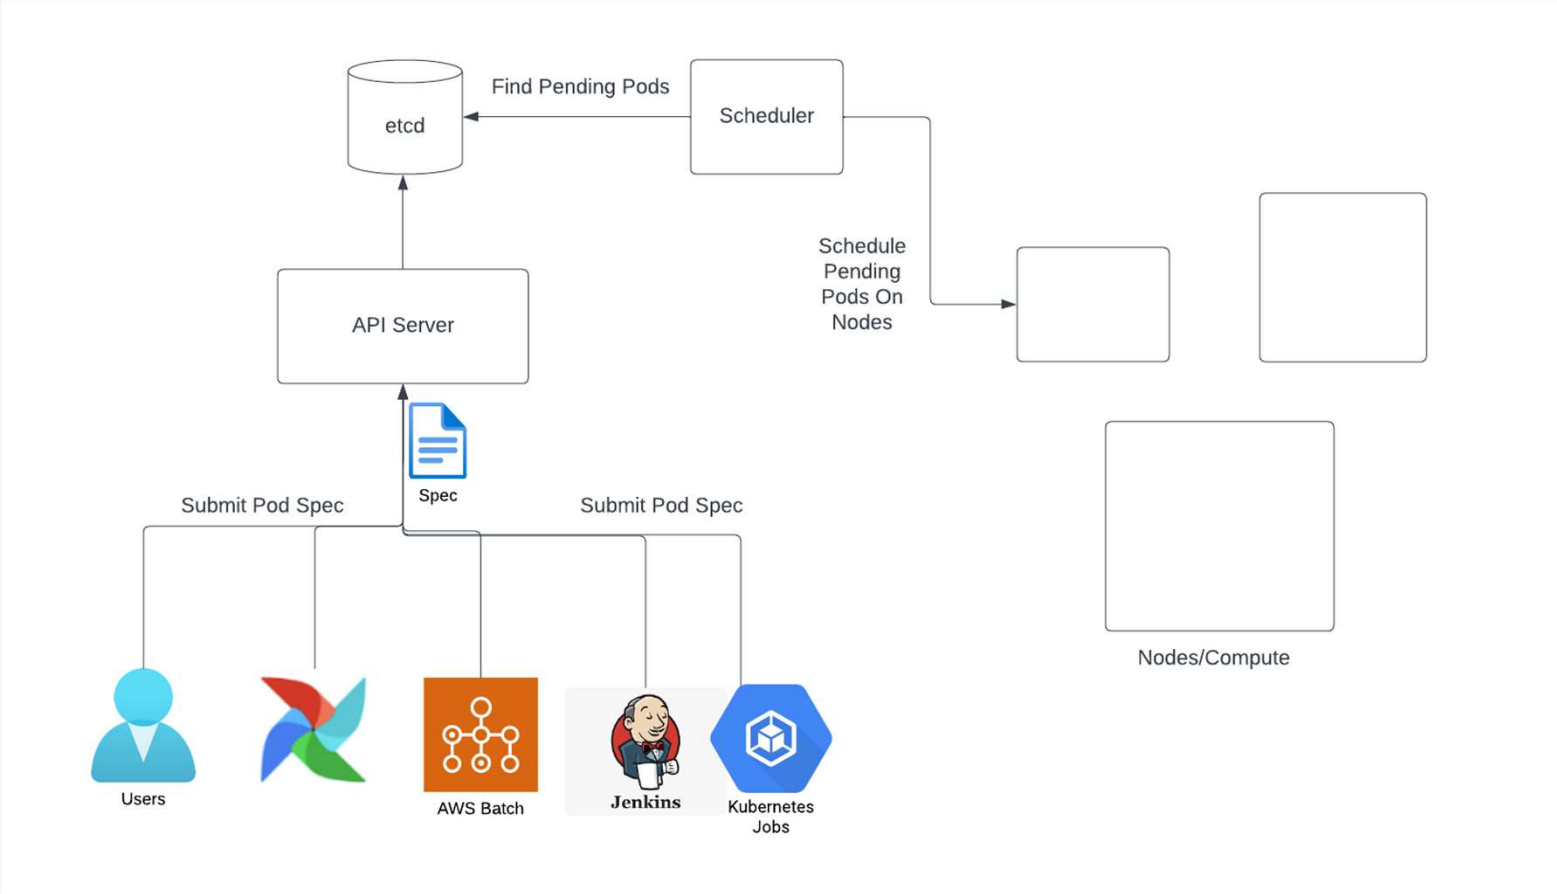 Find Pending Pods
Scheduler
etcd
Schedule
Pending
Pods On
Nodes
API Server
Spec
Submit Pod Spec
Submit Pod Spec
Nodes/Compute
Users
AWS Batch
Jenkins
Kubernetes
Jobs